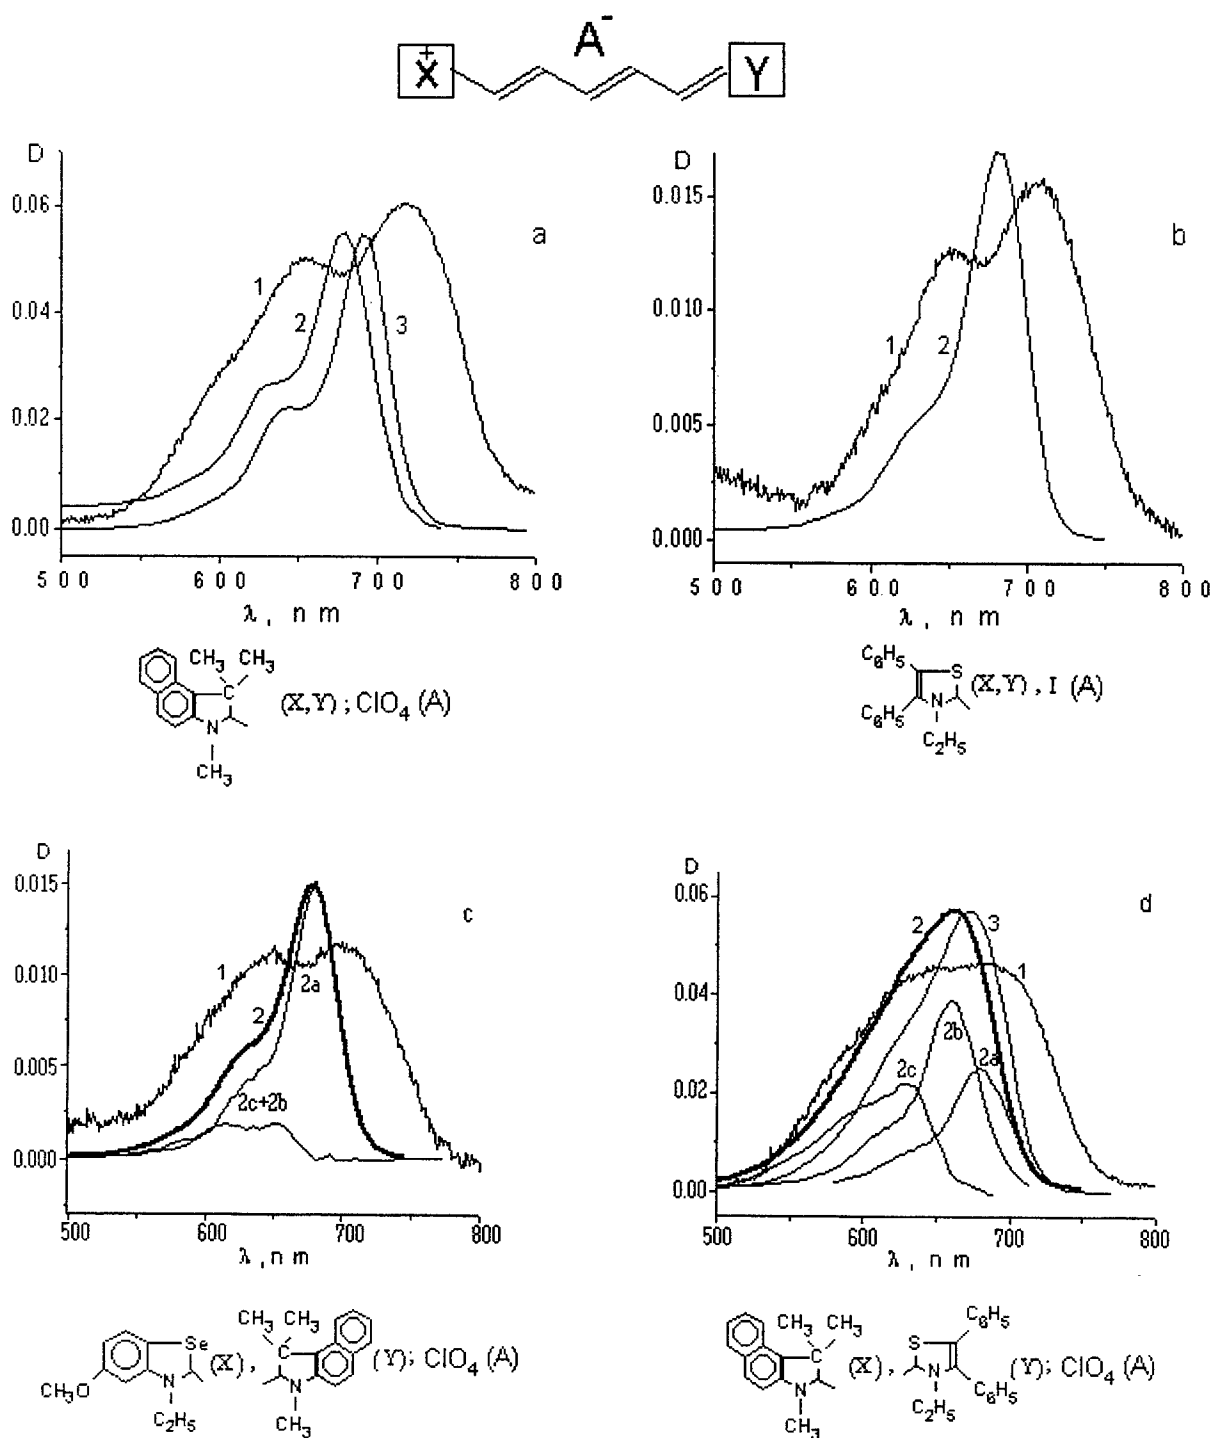 A⁻
X⁺ Y
D
0.06
0.04
0.02
0.00
a
1 2 3
500 600 700 800
λ, nm
CH₃ CH₃
C
N
CH₃
(X,Y) ; ClO₄ (A)
D
0.015
0.010
0.005
0.000
b
1 2
500 600 700 800
λ, nm
C₆H₅
S
C₆H₅
N
C₂H₅
(X,Y) , I (A)
D
0.015
0.010
0.005
0.000
c
1
2
2a
2c+2b
500 600 700 800
λ, nm
Se
CH₃O
N
C₂H₅
(X) ,
CH₃ CH₃
C
N
CH₃
(Y); ClO₄ (A)
D
0.06
0.04
0.02
0.00
d
2 3
1
2b
2c 2a
500 600 700 800
λ, nm
CH₃ CH₃
C
N
CH₃
(X) ,
C₆H₅
S
N
C₆H₅
C₂H₅
(Y); ClO₄ (A)